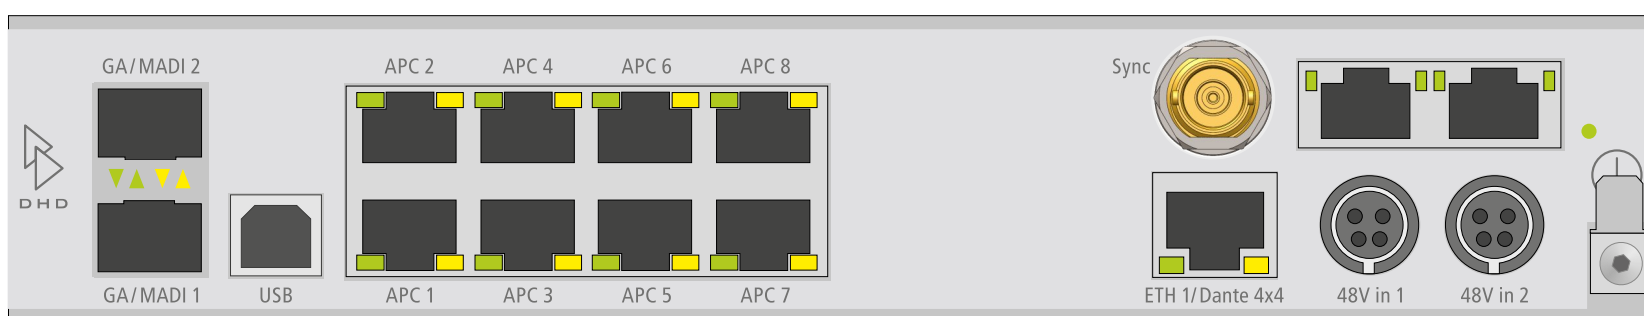 GA/MADI 2
APC 2
APC 4
APC 6
APC 8
Sync
DHD
GA/MADI 1
USB
APC 1
APC 3
APC 5
APC 7
ETH 1/Dante 4x4
48V in 1
48V in 2